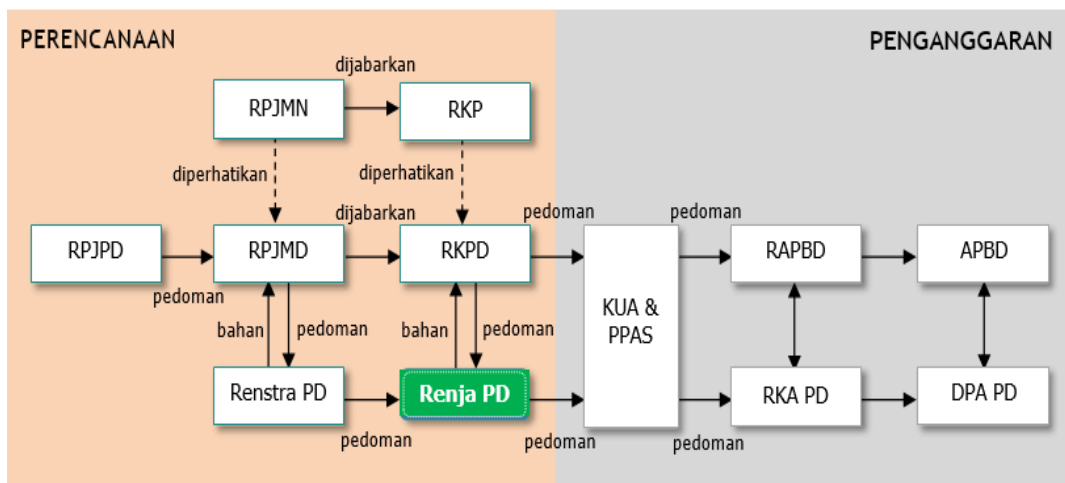 PERENCANAAN
PENGANGGARAN
dijabarkan
RPJMN
RKP
diperhatikan
diperhatikan
dijabarkan
pedoman
pedoman
RPJPD
RPJMD
RKPD
RAPBD
APBD
pedoman
KUA &
PPAS
bahan
pedoman
bahan
pedoman
Renstra PD
Renja PD
RKA PD
DPA PD
pedoman
pedoman
pedoman